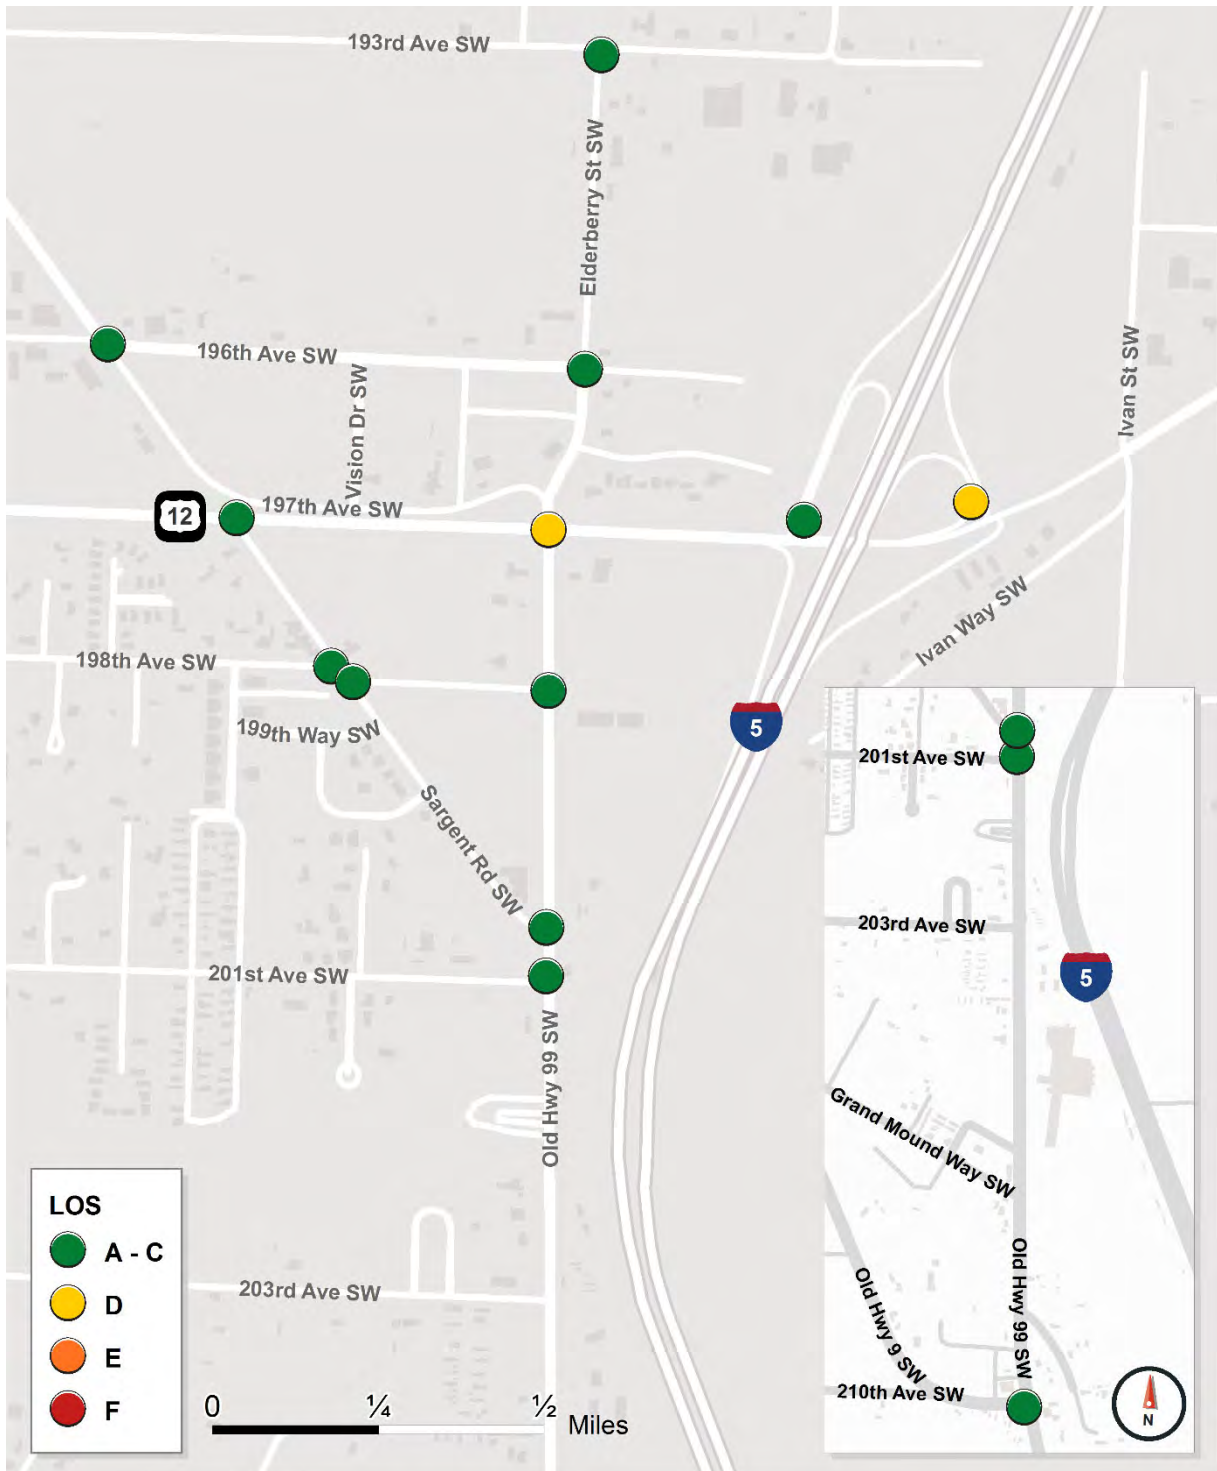 193rd Ave SW
Elderberry St SW
196th Ave SW
Vision Dr SW
Ivan St SW
12
197th Ave SW
Ivan Way SW
198th Ave SW
199th Way SW
5
Sargent Rd SW
201st Ave SW
Old Hwy 99 SW
203rd Ave SW
201st Ave SW
203rd Ave SW
5
Grand Mound Way SW
Old Hwy 99 SW
Old Hwy 9 SW
210th Ave SW
N
LOS
A - C
D
E
F
0 ¼ ½ Miles